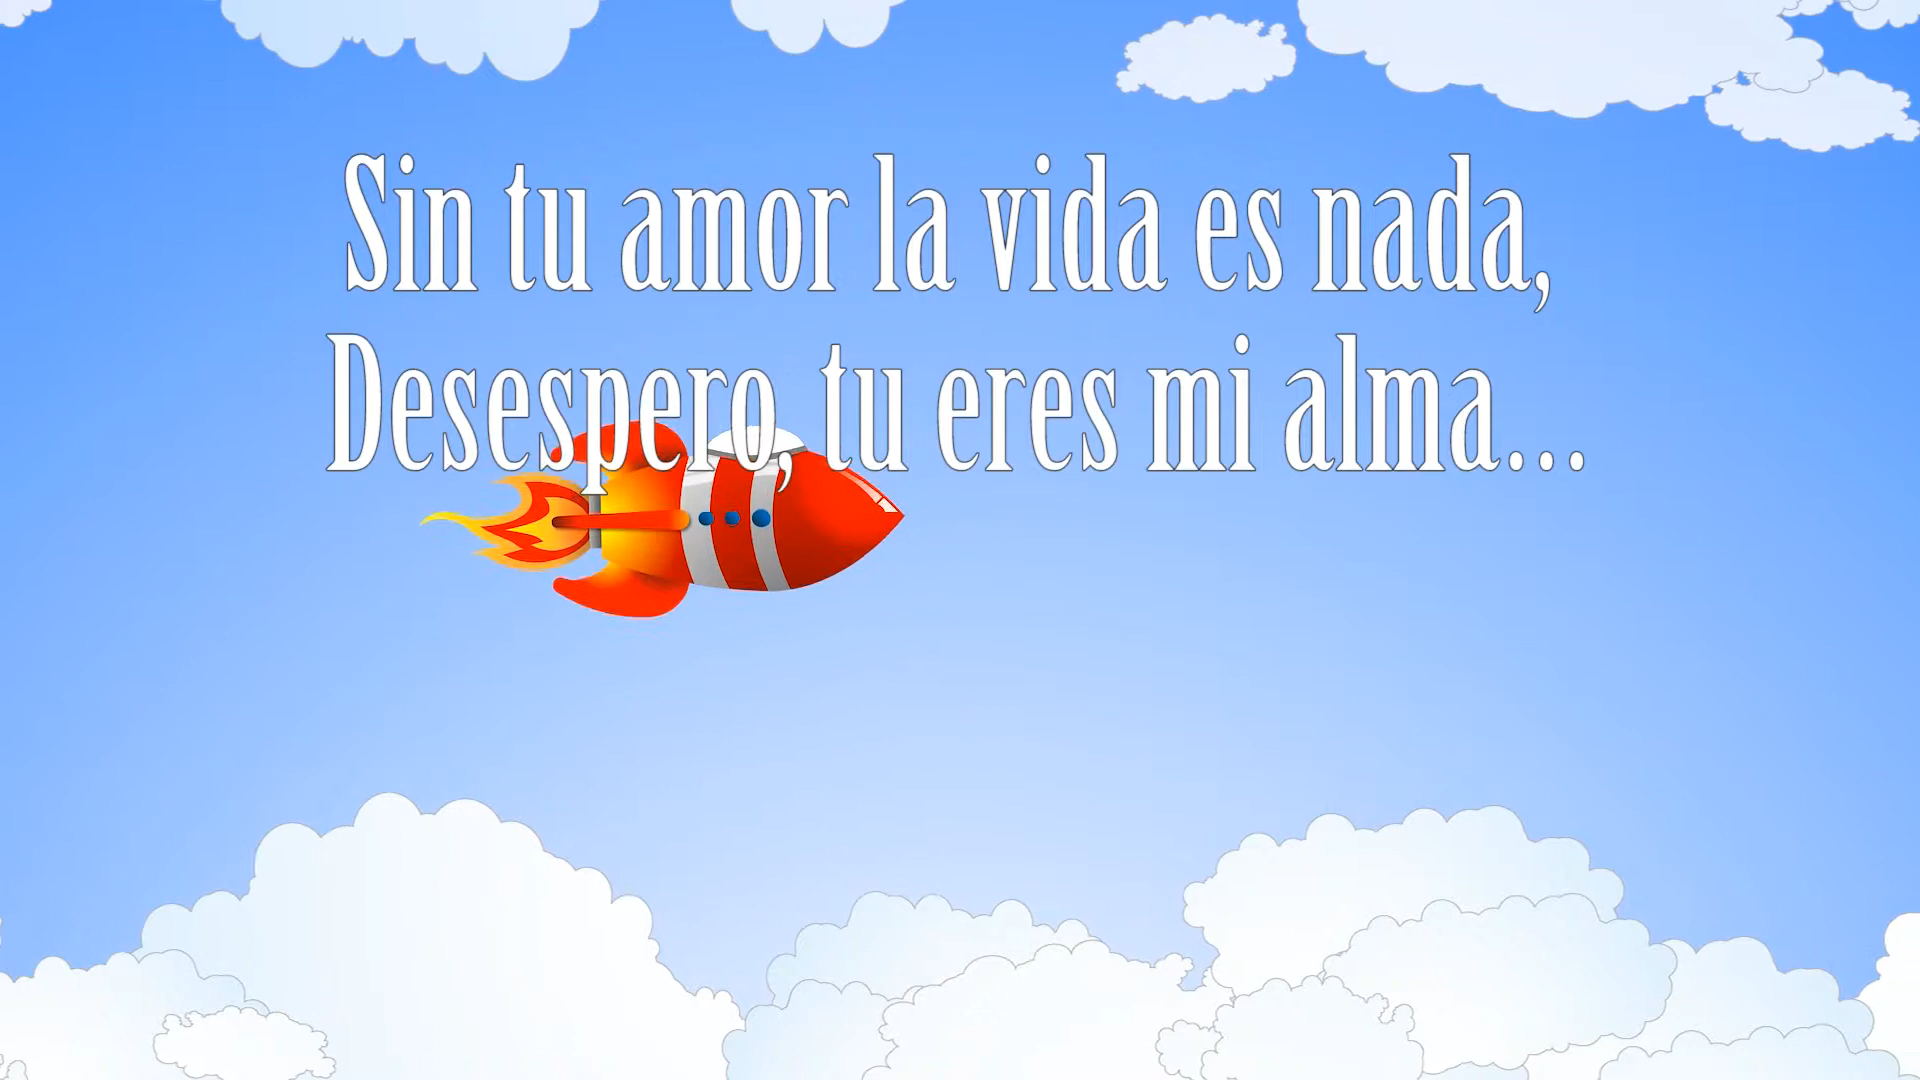 Sin tu amor la vida es nada,
Desespero, tu eres mi alma...